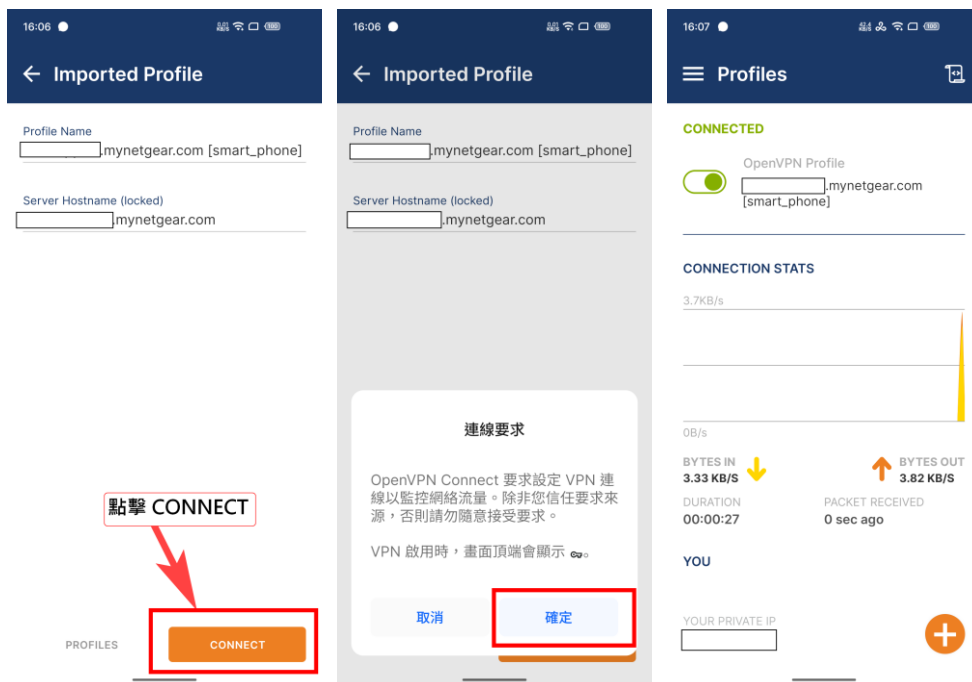 16:06
Imported Profile
Profile Name
.mynetgear.com [smart_phone]
Server Hostname (locked)
.mynetgear.com
點擊 CONNECT
PROFILES
CONNECT
16:06
Imported Profile
Profile Name
.mynetgear.com [smart_phone]
Server Hostname (locked)
.mynetgear.com
連線要求
OpenVPN Connect 要求設定 VPN 連
線以監控網絡流量。除非您信任要求來
源，否則請勿隨意接受要求。
VPN 啟用時，畫面頂端會顯示 。
取消
確定
16:07
Profiles
CONNECTED
OpenVPN Profile
.mynetgear.com
[smart_phone]
CONNECTION STATS
3.7KB/s
0B/s
BYTES IN
3.33 KB/S
BYTES OUT
3.82 KB/S
DURATION
00:00:27
PACKET RECEIVED
0 sec ago
YOU
YOUR PRIVATE IP